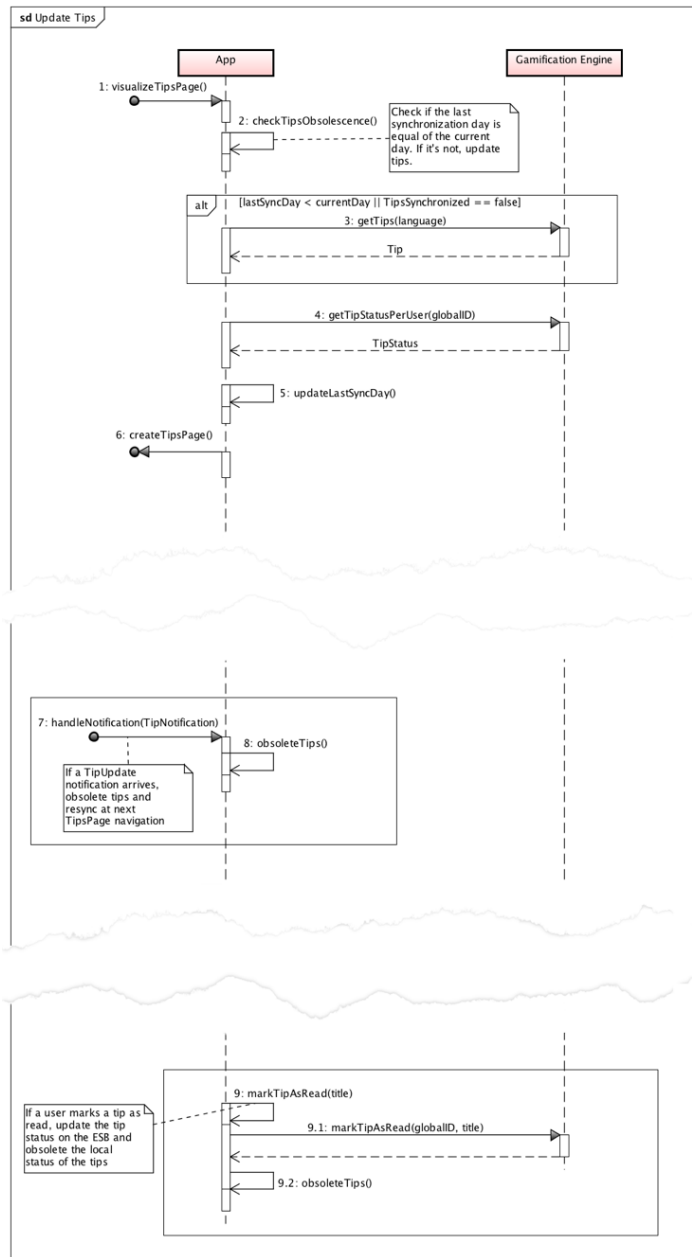 sd Update Tips
App
Gamification Engine
1: visualizeTipsPage()
2: checkTipsObsolescence()
Check if the last
synchronization day is
equal of the current
day. If it's not, update
tips.
alt
[lastSyncDay < currentDay || TipsSynchronized == false]
3: getTips(language)
Tip
4: getTipStatusPerUser(globalID)
TipStatus
5: updateLastSyncDay()
6: createTipsPage()
7: handleNotification(TipNotification)
8: obsoleteTips()
If a TipUpdate
notification arrives,
obsolete tips and
resync at next
TipsPage navigation
9: markTipAsRead(title)
If a user marks a tip as
read, update the tip
status on the ESB and
obsolete the local
status of the tips
9.1: markTipAsRead(globalID, title)
9.2: obsoleteTips()